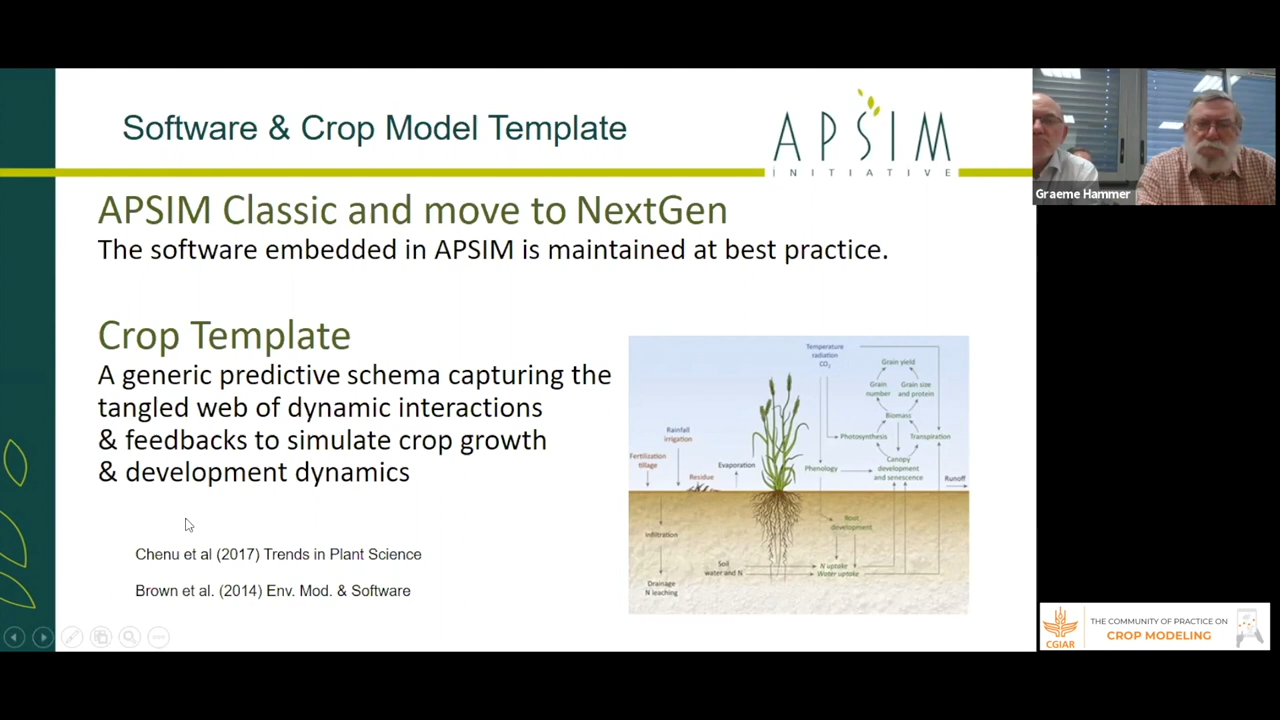 Software & Crop Model Template
APSIM
INITIATIVE
APSIM Classic and move to NextGen
The software embedded in APSIM is maintained at best practice.
Crop Template
A generic predictive schema capturing the
tangled web of dynamic interactions
& feedbacks to simulate crop growth
& development dynamics
Chenu et al (2017) Trends in Plant Science
Brown et al. (2014) Env. Mod. & Software
Temperature
radiation
CO2
Grain yield
Grain
number
Grain size
and protein
Biomass
Photosynthesis
Transpiration
Canopy
development
and senescence
Phenology
Rainfall
irrigation
Fertilization
tillage
Residue
Evaporation
Runoff
Infiltration
Root
development
Soil
water and N
N uptake
Water uptake
Drainage
N leaching
Graeme Hammer
CGIAR
THE COMMUNITY OF PRACTICE ON
CROP MODELING